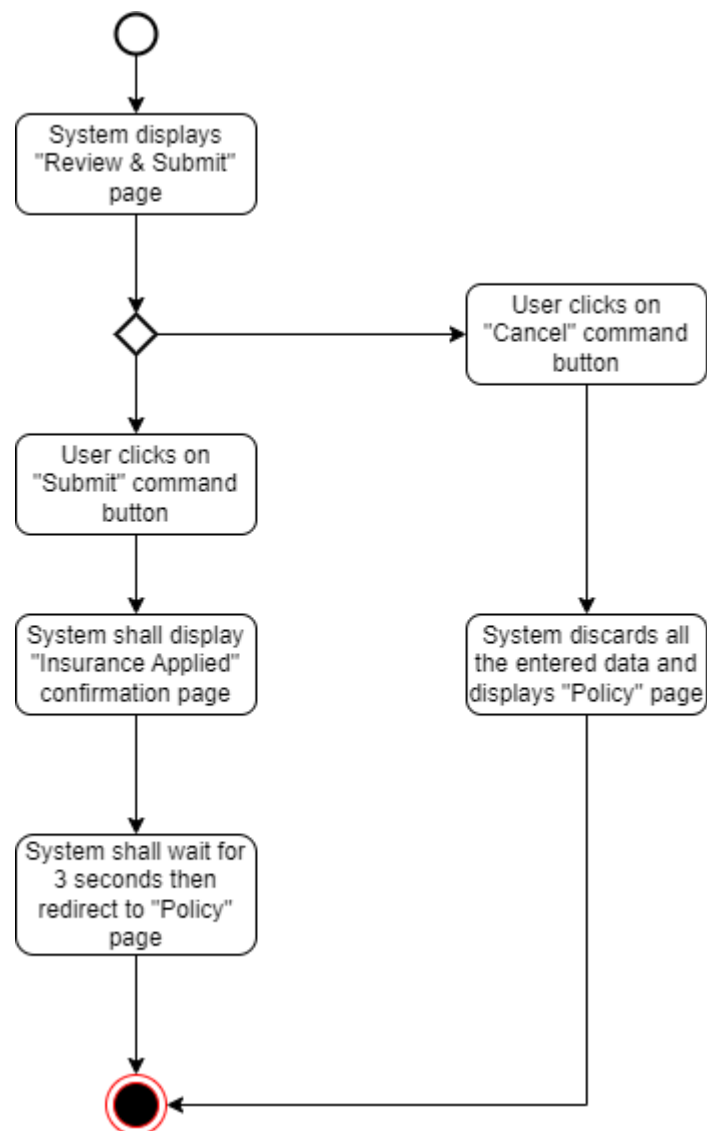 System displays
"Review & Submit"
page
User clicks on
"Cancel" command
button
User clicks on
"Submit" command
button
System shall display
"Insurance Applied"
confirmation page
System discards all
the entered data and
displays "Policy" page
System shall wait for
3 seconds then
redirect to "Policy"
page